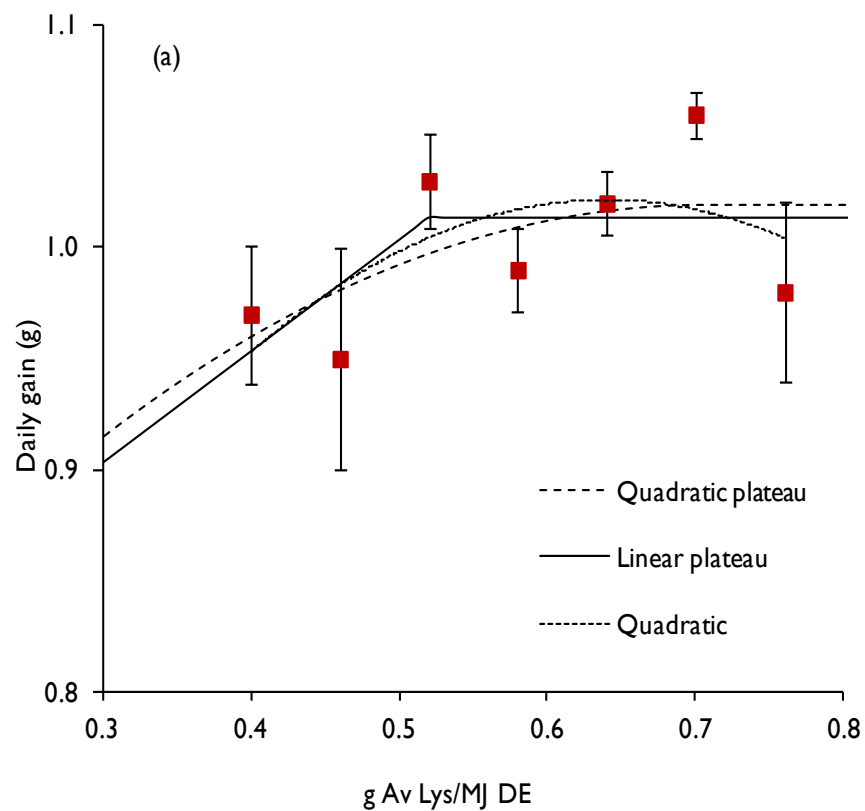 1.1
(a)
1.0
Daily gain (g)
0.9
Quadratic plateau
Linear plateau
Quadratic
0.8
0.3 0.4 0.5 0.6 0.7 0.8
g Av Lys/MJ DE